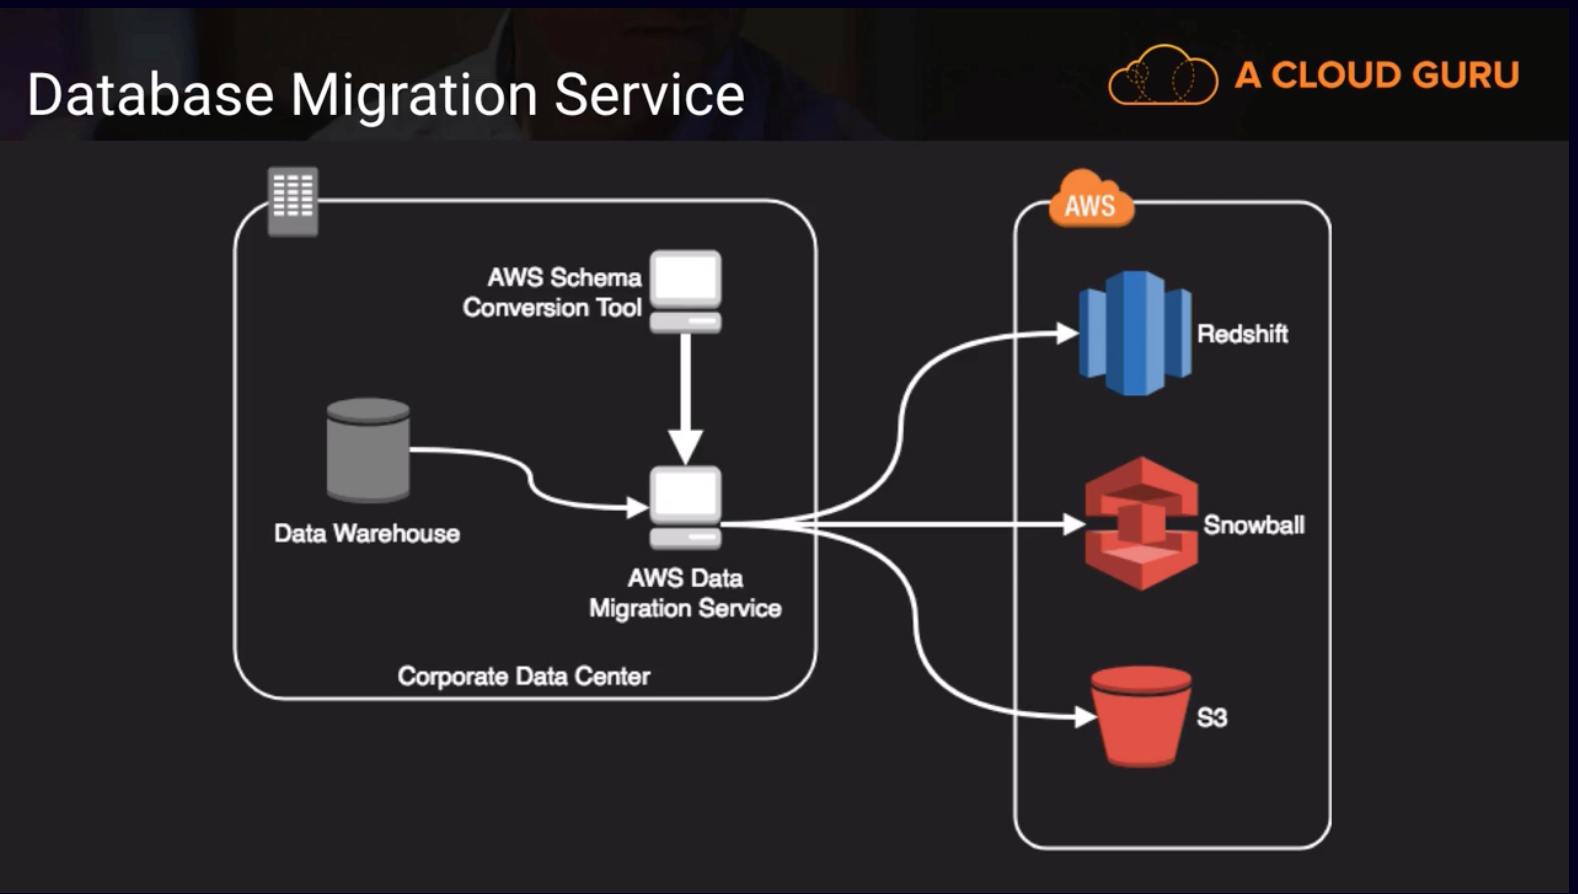 Database Migration Service
A CLOUD GURU
AWS
AWS Schema
Conversion Tool
Redshift
Data Warehouse
Snowball
AWS Data
Migration Service
Corporate Data Center
S3